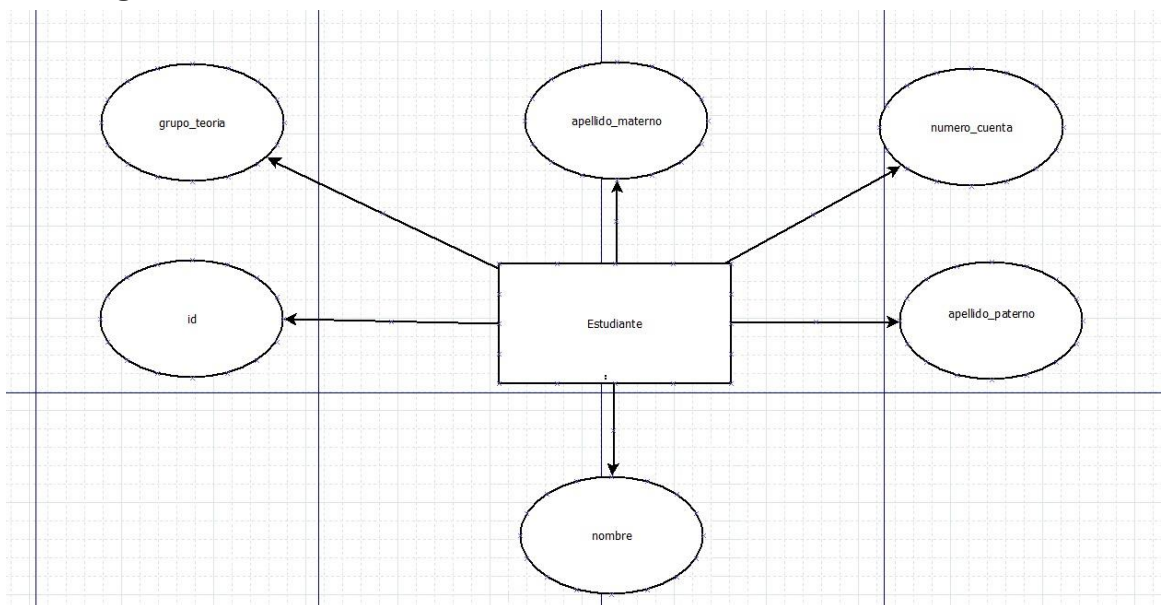 grupo_teoria
apellido_materno
numero_cuenta
id
Estudiante
apellido_paterno
nombre